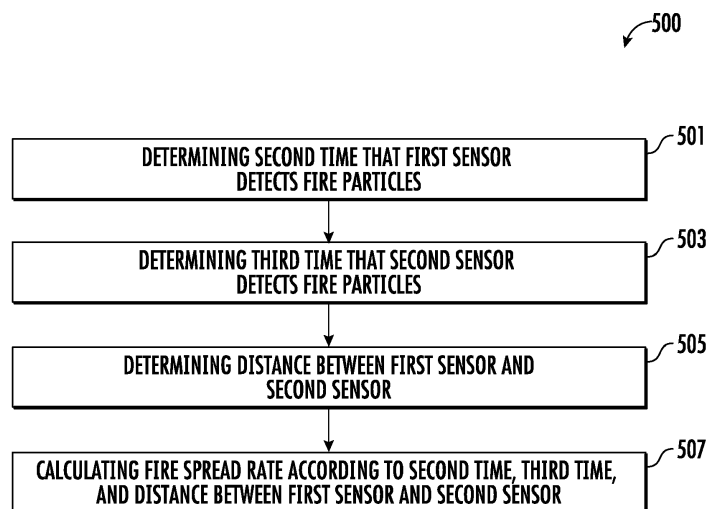 500
501
DETERMINING SECOND TIME THAT FIRST SENSOR
DETECTS FIRE PARTICLES
503
DETERMINING THIRD TIME THAT SECOND SENSOR
DETECTS FIRE PARTICLES
505
DETERMINING DISTANCE BETWEEN FIRST SENSOR AND
SECOND SENSOR
507
CALCULATING FIRE SPREAD RATE ACCORDING TO SECOND TIME, THIRD TIME,
AND DISTANCE BETWEEN FIRST SENSOR AND SECOND SENSOR